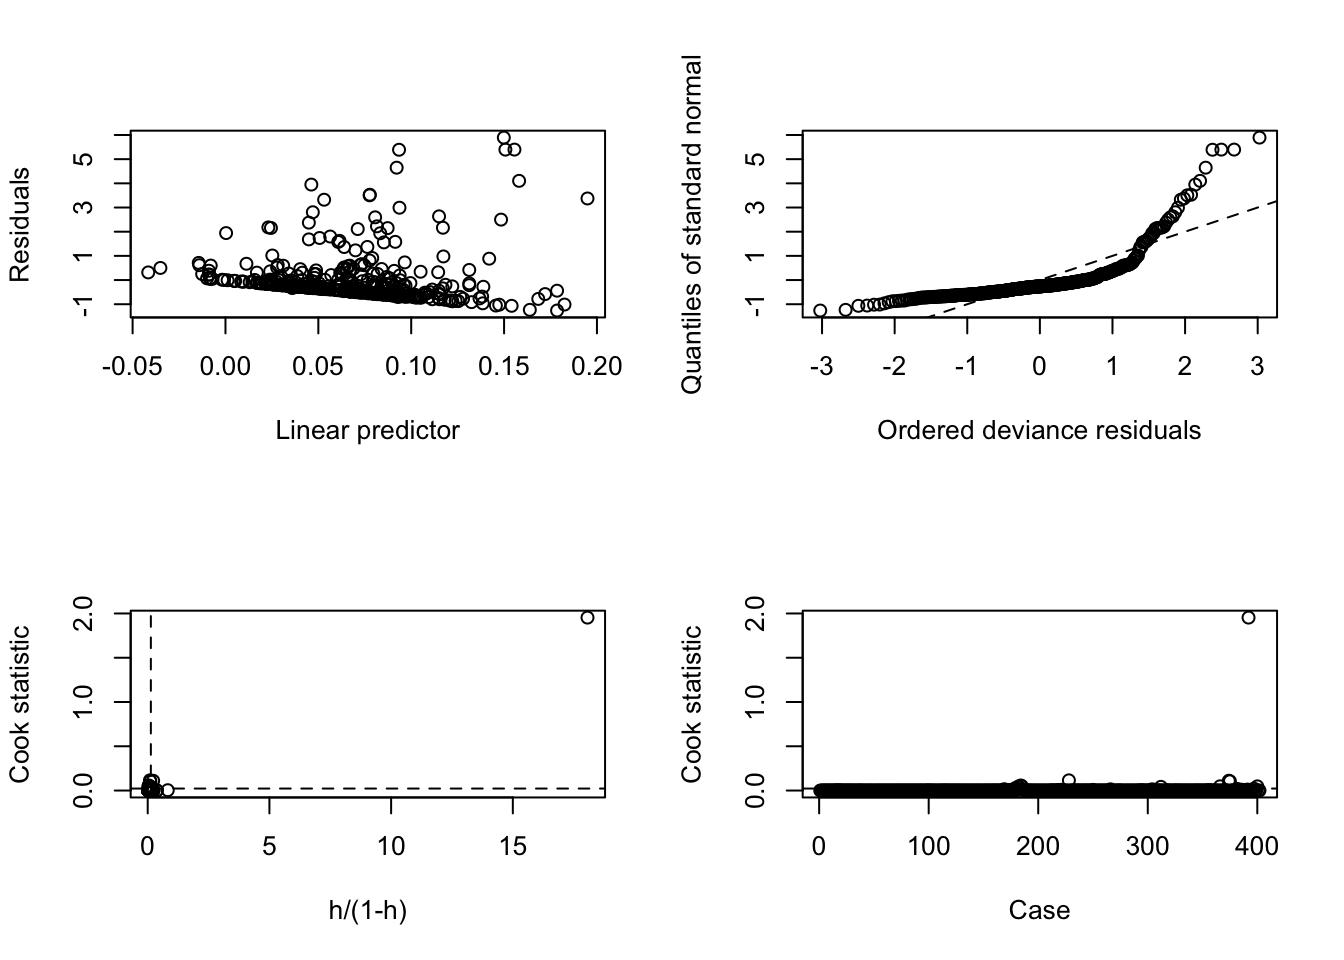 Residuals
5
3
1
-1
-0.05 0.00 0.05 0.10 0.15 0.20
Linear predictor
Quantiles of standard normal
5
3
1
-1
-3 -2 -1 0 1 2 3
Ordered deviance residuals
Cook statistic
2.0
1.0
0.0
0 5 10 15
h/(1-h)
Cook statistic
2.0
1.0
0.0
0 100 200 300 400
Case